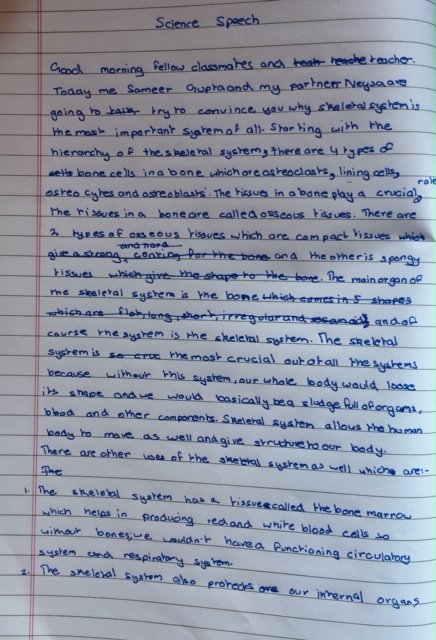 Science Speech
Good morning fellow classmates and teacher.
Today me Sameer Gupta and my partner Neysa are
going to try to convince you why skeletal system is
the most important system of all. Starting with the
hierarchy of the skeletal system, there are 4 types of
bone cells in a bone which are osteoclasts, lining cells,
osteo cytes and osteoblasts. The tissues in a bone play a crucial role
the tissues in a bone are called osseous tissues. There are
2 types of osseous tissues which are compact tissues which
and hard
give a strong, coating for the bone and the other is spongy
tissues which give the shape to the bone. The main organ of
the skeletal system is the bone which comes in 5 shapes
which are flat, long, short, irregular and sesamoid, and of
course the system is the skeletal system. The skeletal
system is so cruc the most crucial out of all the systems
because without this system, our whole body would loose
its shape and we would basically be a sludge full of organs,
blood and other components. Skeletal system allows the human
body to move as well and give structure to our body.
There are other uses of the skeletal system as well which are:-
The
1. The skeletal system has a tissue called the bone marrow
which helps in producing red and white blood cells so
wihout bones, we wouldn't have a functioning circulatory
system and respiratory system.
2. The skeletal system also protects our internal organs